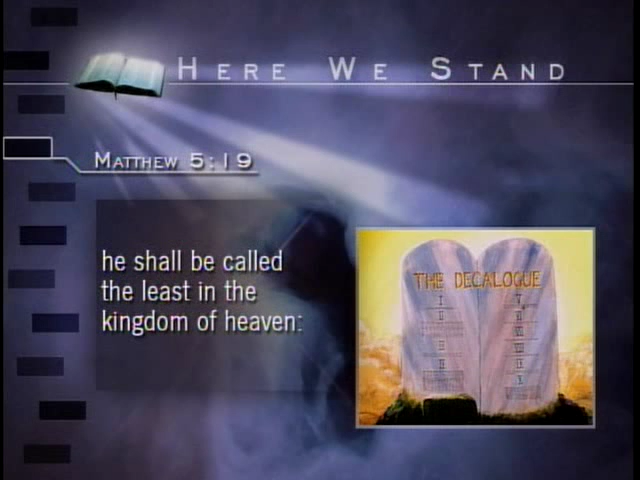 HERE WE STAND
MATTHEW 5:19
he shall be called
the least in the
kingdom of heaven:
THE DECALOGUE
I
V